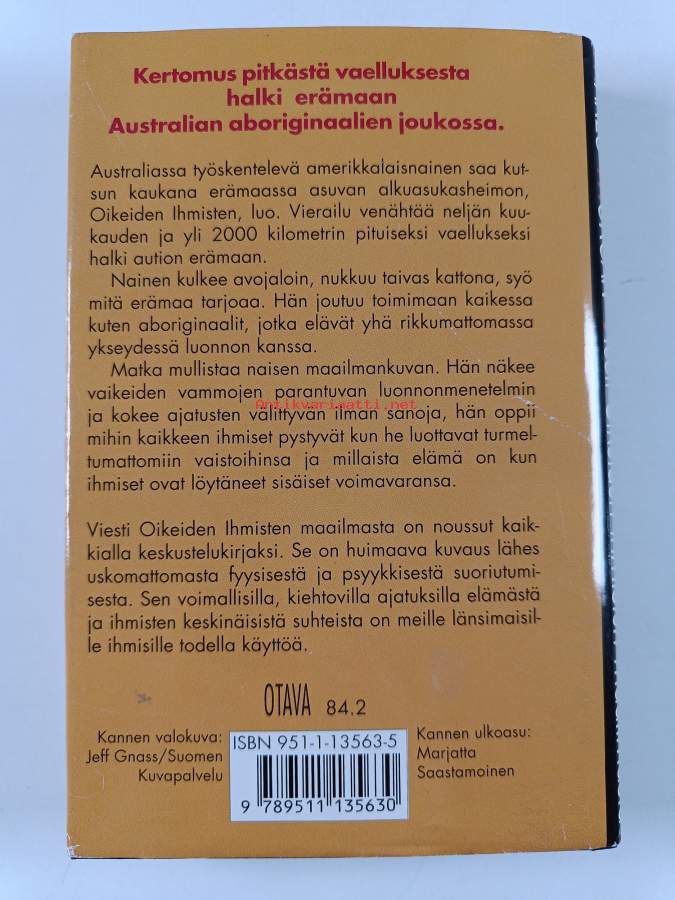 Kertomus pitkästä vaelluksesta
halki erämaan
Australian aboriginaalien joukossa.
Australiassa työskentelevä amerikkalaisnainen saa kut-
sun kaukana erämaassa asuvan alkuasukasheimon,
Oikeiden Ihmisten, luo. Vierailu venähtää neljän kuu-
kauden ja yli 2000 kilometrin pituiseksi vaellukseksi
halki aution erämaan.
Nainen kulkee avojaloin, nukkuu taivas kattona, syö
mitä erämaa tarjoaa. Hän joutuu toimimaan kaikessa
kuten aboriginaalit, jotka elävät yhä rikkumattomassa
ykseydessä luonnon kanssa.
Matka mullistaa naisen maailmankuvan. Hän näkee
vaikeiden vammojen parantuvan luonnonmenetelmin
Antikvariaatti.net
ja kokee ajatusten välittyvän ilman sanoja, hän oppii
mihin kaikkeen ihmiset pystyvät kun he luottavat turmel-
tumattomiin vaistoihinsa ja millaista elämä on kun
ihmiset ovat löytäneet sisäiset voimavaransa.
Viesti Oikeiden Ihmisten maailmasta on noussut kaik-
kialla keskustelukirjaksi. Se on huimaava kuvaus lähes
uskomattomasta fyysisestä ja psyykkisestä suoriutumi-
sesta. Sen voimallisilla, kiehtovilla ajatuksilla elämästä
ja ihmisten keskinäisistä suhteista on meille länsimaisil-
le ihmisille todella käyttöä.
OTAVA 84.2
Kannen valokuva:
Jeff Gnass/Suomen
Kuvapalvelu
ISBN 951-1-13563-5
9 789511 135630
Kannen ulkoasu:
Marjatta
Saastamoinen